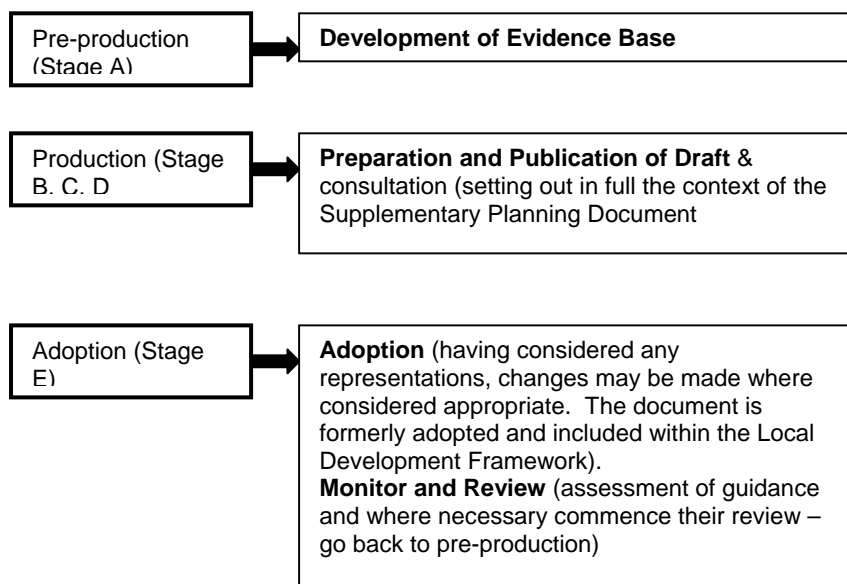 Pre-production
(Stage A)
Development of Evidence Base
Production (Stage
B, C, D
Preparation and Publication of Draft &
consultation (setting out in full the context of the
Supplementary Planning Document
Adoption (Stage
E)
Adoption (having considered any
representations, changes may be made where
considered appropriate.  The document is
formerly adopted and included within the Local
Development Framework).
Monitor and Review (assessment of guidance
and where necessary commence their review –
go back to pre-production)